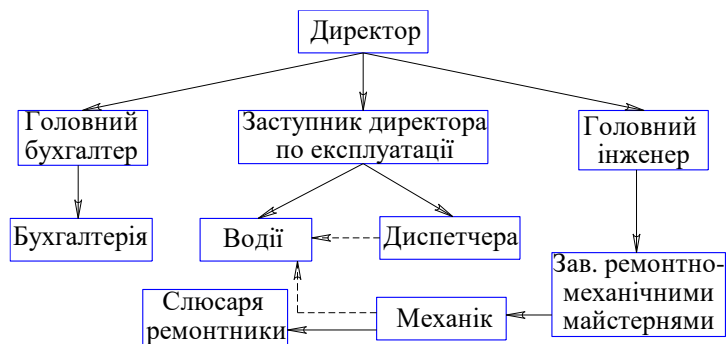 Директор
Головний
бухгалтер
Заступник директора
по експлуатації
Головний
інженер
Бухгалтерія
Водії
Диспетчера
Зав. ремонтно-
механічними
майстернями
Слюсаря
ремонтники
Механік